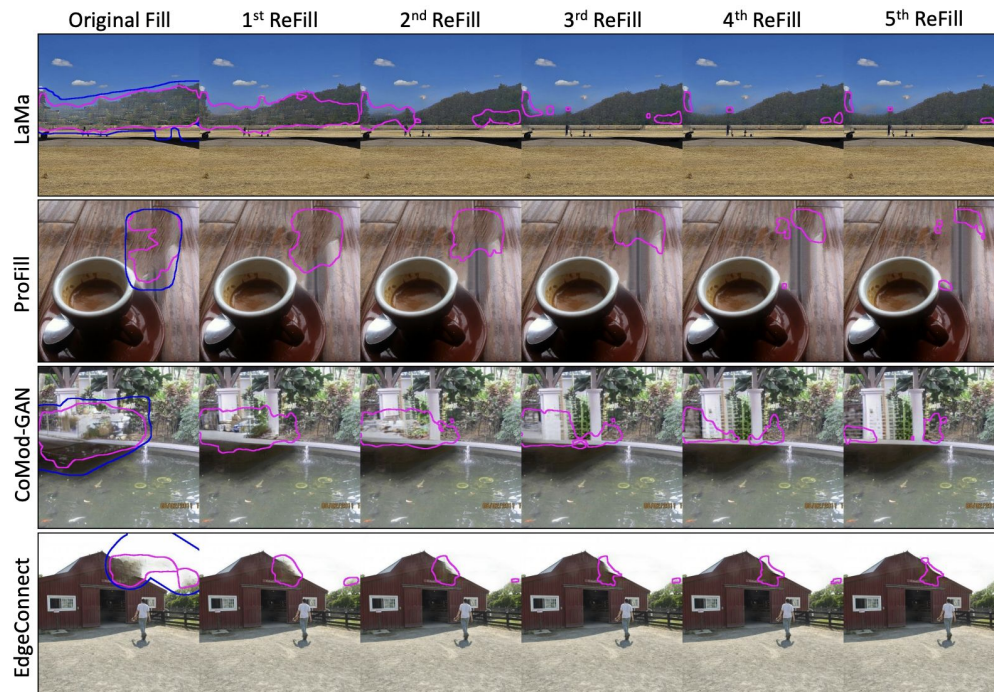 Original Fill 1st ReFill 2nd ReFill 3rd ReFill 4th ReFill 5th ReFill
LaMa
ProFill
CoMod-GAN
EdgeConnect